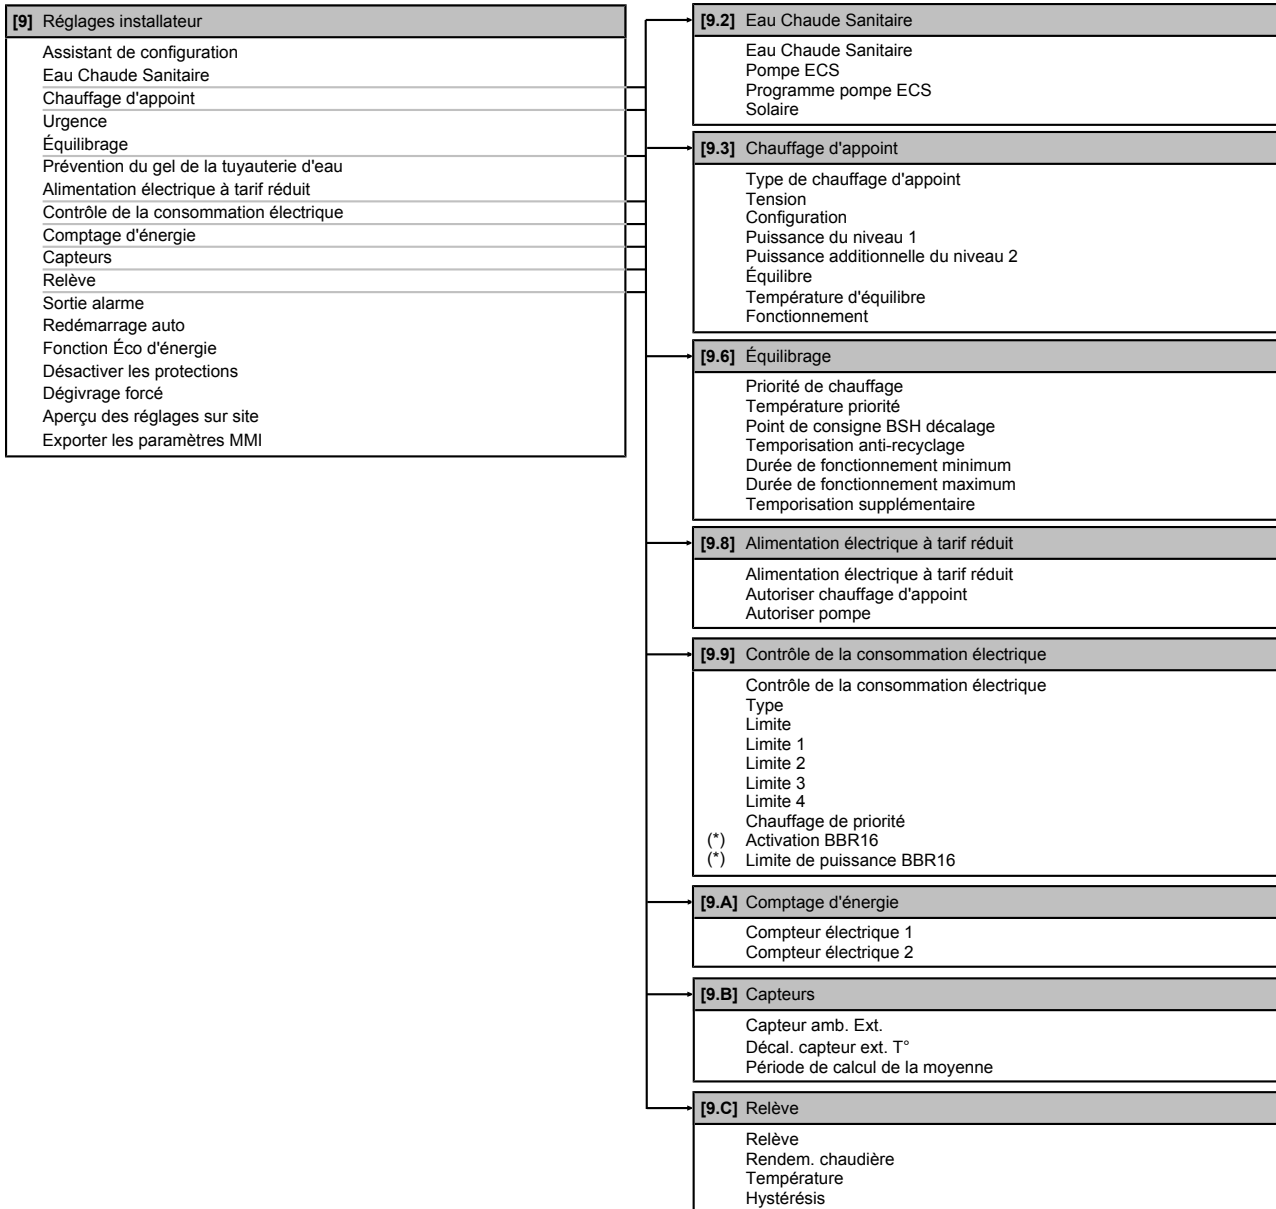 [9] Réglages installateur
Assistant de configuration
Eau Chaude Sanitaire
Chauffage d'appoint
Urgence
Équilibrage
Prévention du gel de la tuyauterie d'eau
Alimentation électrique à tarif réduit
Contrôle de la consommation électrique
Comptage d'énergie
Capteurs
Relève
Sortie alarme
Redémarrage auto
Fonction Éco d'énergie
Désactiver les protections
Dégivrage forcé
Aperçu des réglages sur site
Exporter les paramètres MMI
[9.2] Eau Chaude Sanitaire
Eau Chaude Sanitaire
Pompe ECS
Programme pompe ECS
Solaire
[9.3] Chauffage d'appoint
Type de chauffage d'appoint
Tension
Configuration
Puissance du niveau 1
Puissance additionnelle du niveau 2
Équilibre
Température d'équilibre
Fonctionnement
[9.6] Équilibrage
Priorité de chauffage
Température priorité
Point de consigne BSH décalage
Temporisation anti-recyclage
Durée de fonctionnement minimum
Durée de fonctionnement maximum
Temporisation supplémentaire
[9.8] Alimentation électrique à tarif réduit
Alimentation électrique à tarif réduit
Autoriser chauffage d'appoint
Autoriser pompe
[9.9] Contrôle de la consommation électrique
Contrôle de la consommation électrique
Type
Limite
Limite 1
Limite 2
Limite 3
Limite 4
Chauffage de priorité
(*) Activation BBR16
(*) Limite de puissance BBR16
[9.A] Comptage d'énergie
Compteur électrique 1
Compteur électrique 2
[9.B] Capteurs
Capteur amb. Ext.
Décal. capteur ext. T°
Période de calcul de la moyenne
[9.C] Relève
Relève
Rendem. chaudière
Température
Hystérésis